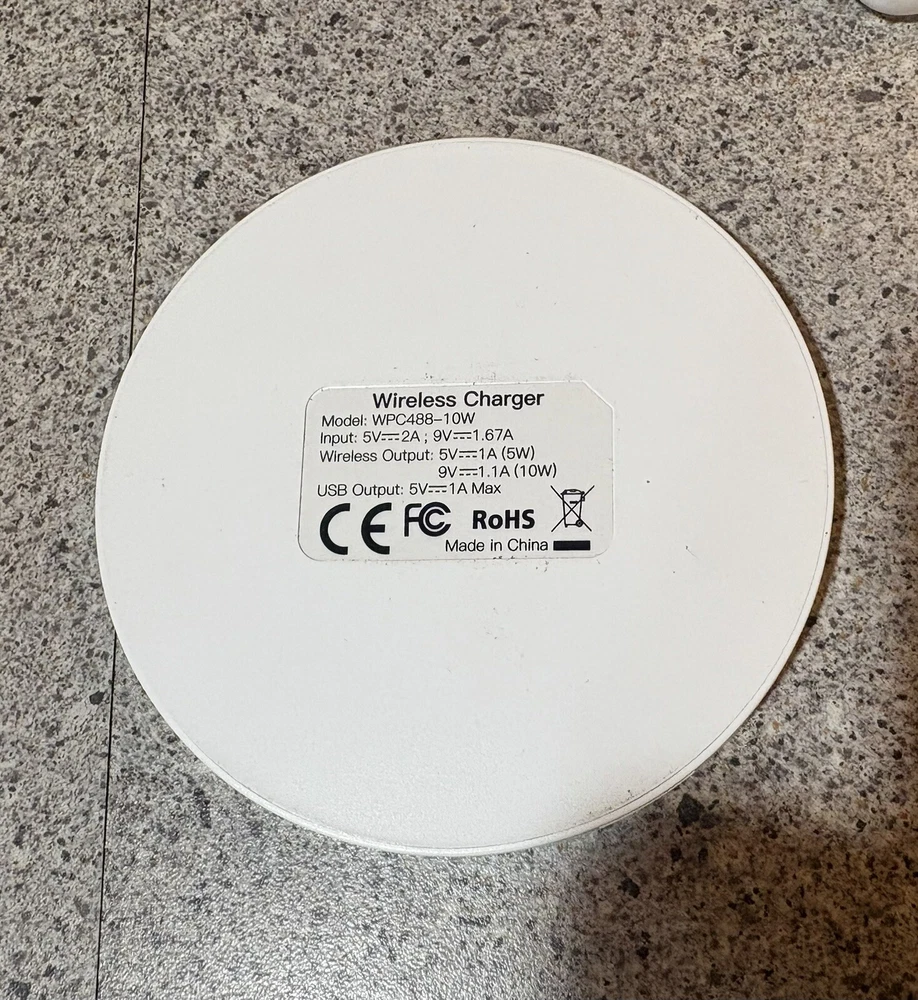 Wireless Charger
Model: WPC488-10W
Input: 5V⎓2A ; 9V⎓1.67A
Wireless Output: 5V⎓1A (5W)
9V⎓1.1A (10W)
USB Output: 5V⎓1A Max
CE FC RoHS
Made in China